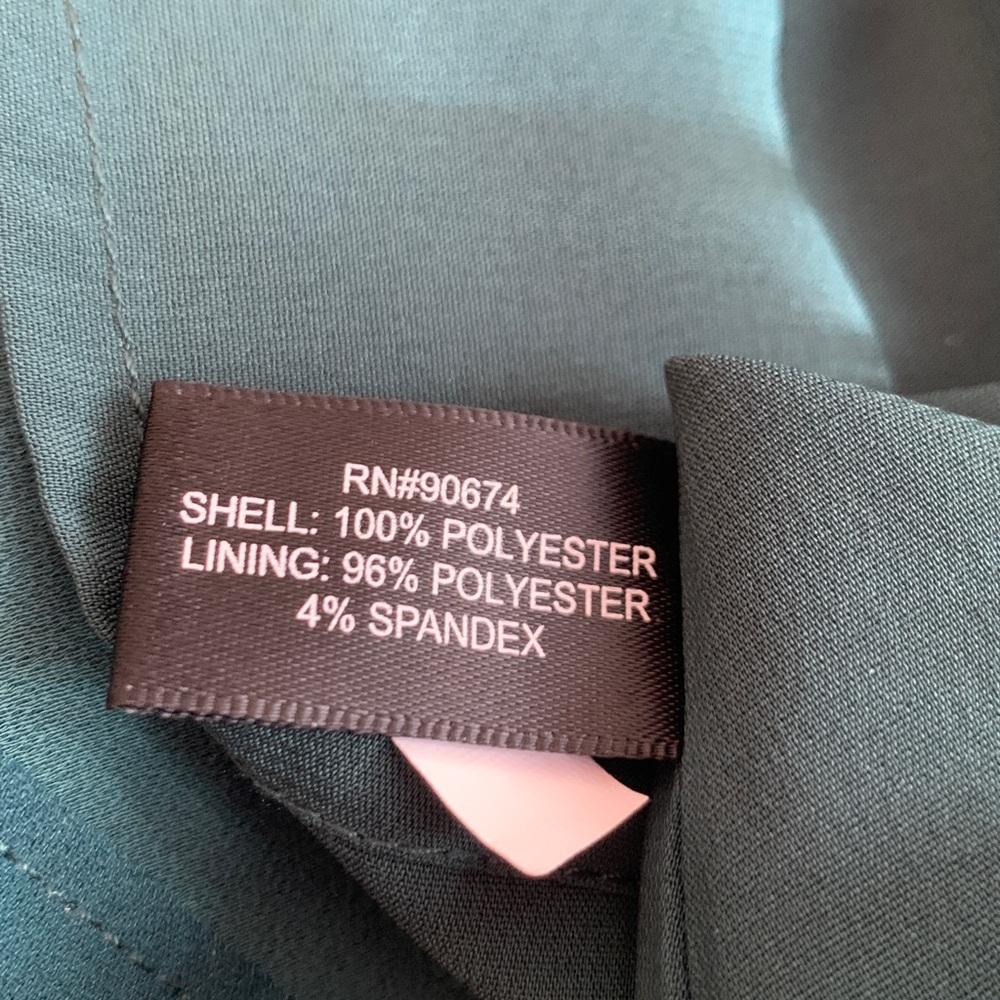 RN#90674
SHELL: 100% POLYESTER
LINING: 96% POLYESTER
4% SPANDEX